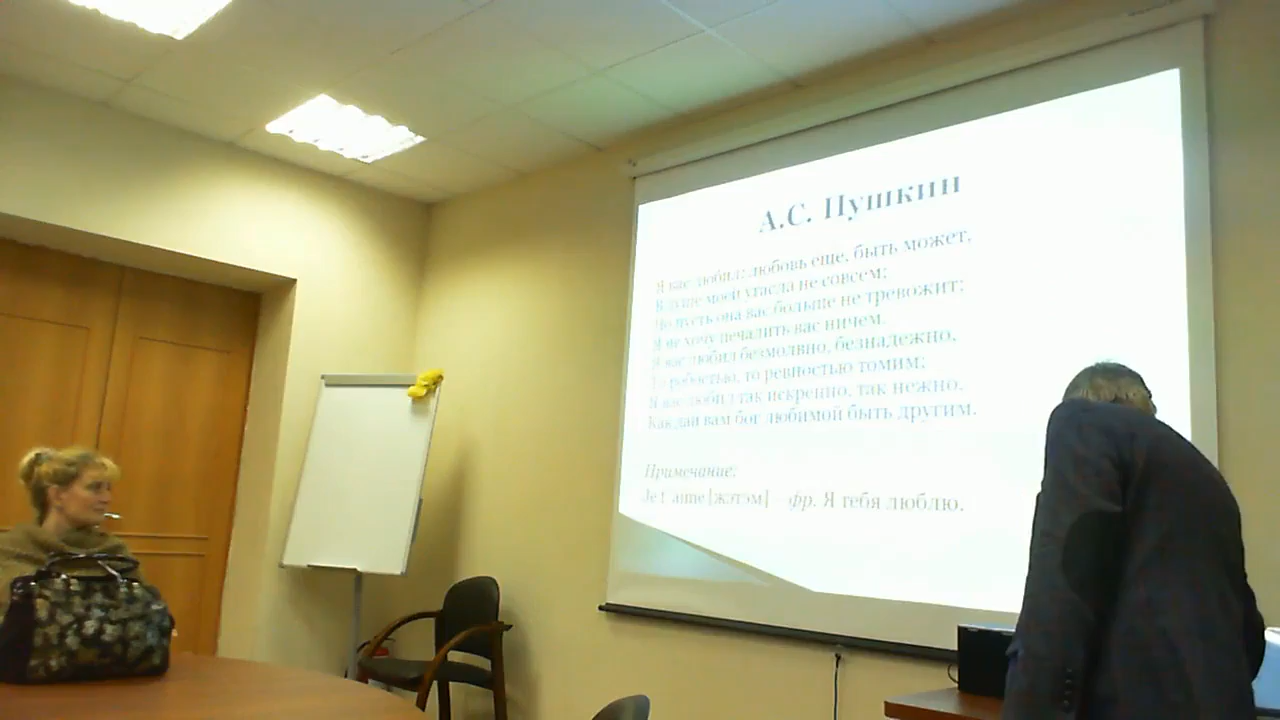 А.С. Пушкин
Я вас любил: любовь еще, быть может,
В душе моей угасла не совсем;
Но пусть она вас больше не тревожит;
Я не хочу печалить вас ничем.
Я вас любил безмолвно, безнадежно,
То робостью, то ревностью томим;
Я вас любил так искренно, так нежно,
Как дай вам бог любимой быть другим.
Примечание:
Je t`aime [жэтэм] фр. Я тебя люблю.